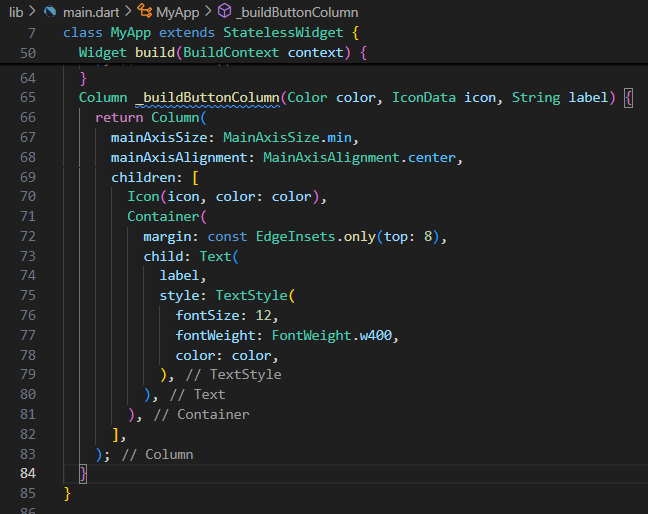 lib > main.dart > MyApp > _buildButtonColumn
7 class MyApp extends StatelessWidget {
50 Widget build(BuildContext context) {
64 }
65 Column _buildButtonColumn(Color color, IconData icon, String label) {
66 return Column(
67 mainAxisSize: MainAxisSize.min,
68 mainAxisAlignment: MainAxisAlignment.center,
69 children: [
70 Icon(icon, color: color),
71 Container(
72 margin: const EdgeInsets.only(top: 8),
73 child: Text(
74 label,
75 style: TextStyle(
76 fontSize: 12,
77 fontWeight: FontWeight.w400,
78 color: color,
79 ), // TextStyle
80 ), // Text
81 ), // Container
82 ],
83 ); // Column
84 }
85 }
86